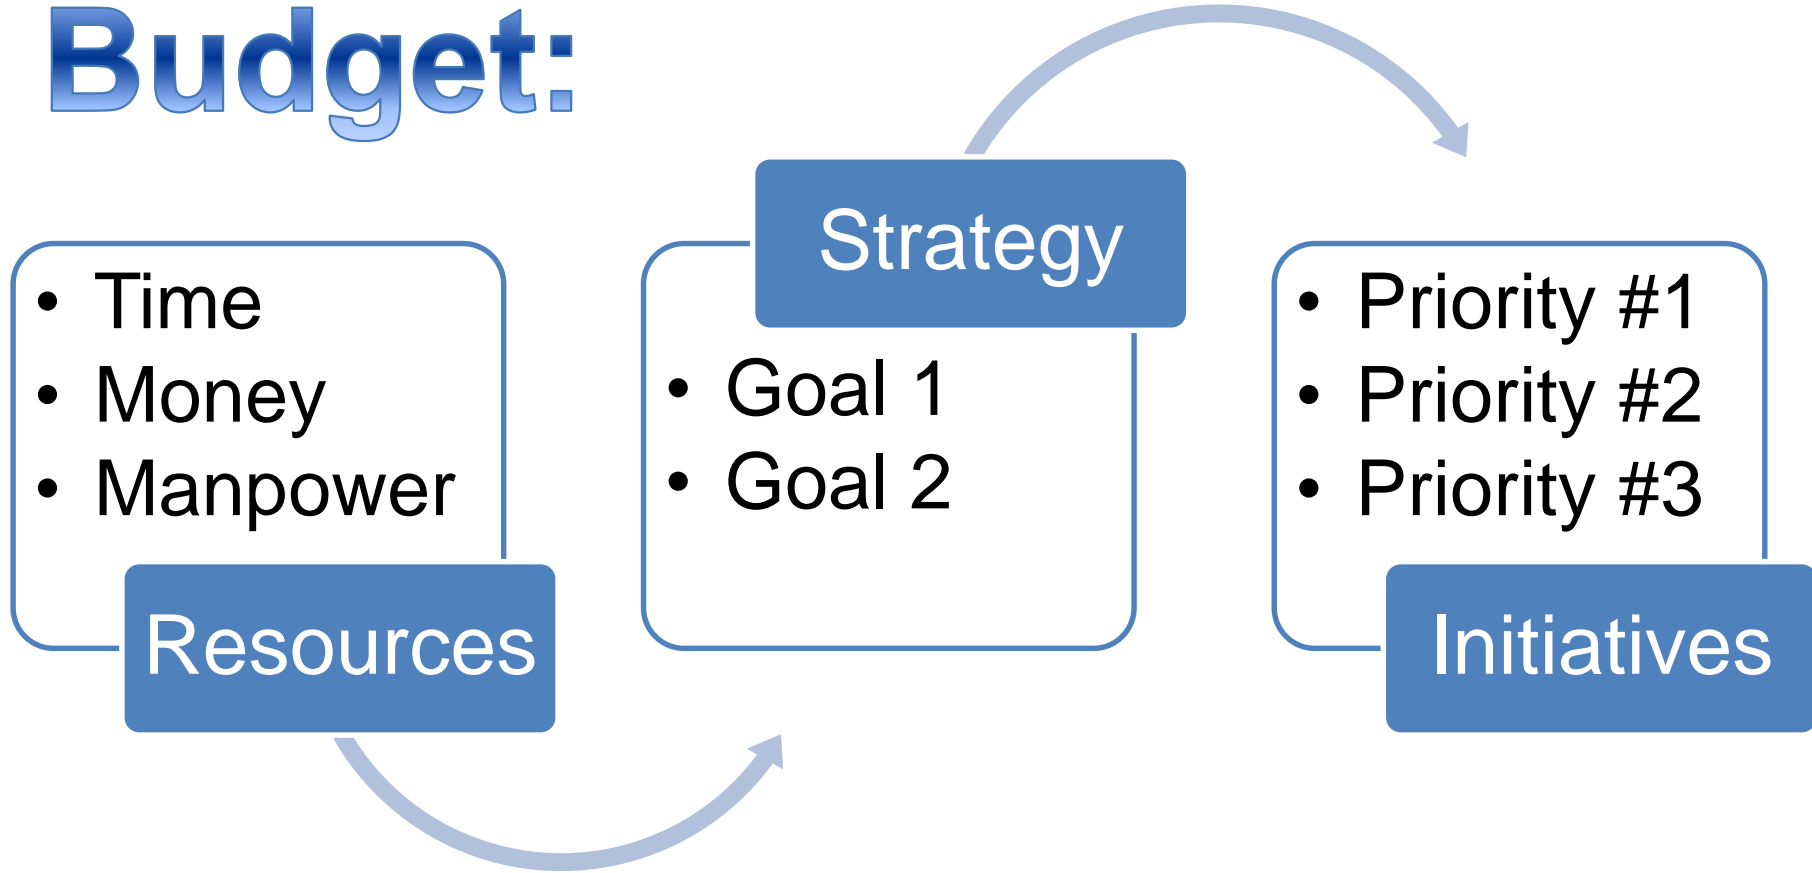 Budget:
• Time
• Money
• Manpower
Resources
Strategy
• Goal 1
• Goal 2
• Priority #1
• Priority #2
• Priority #3
Initiatives